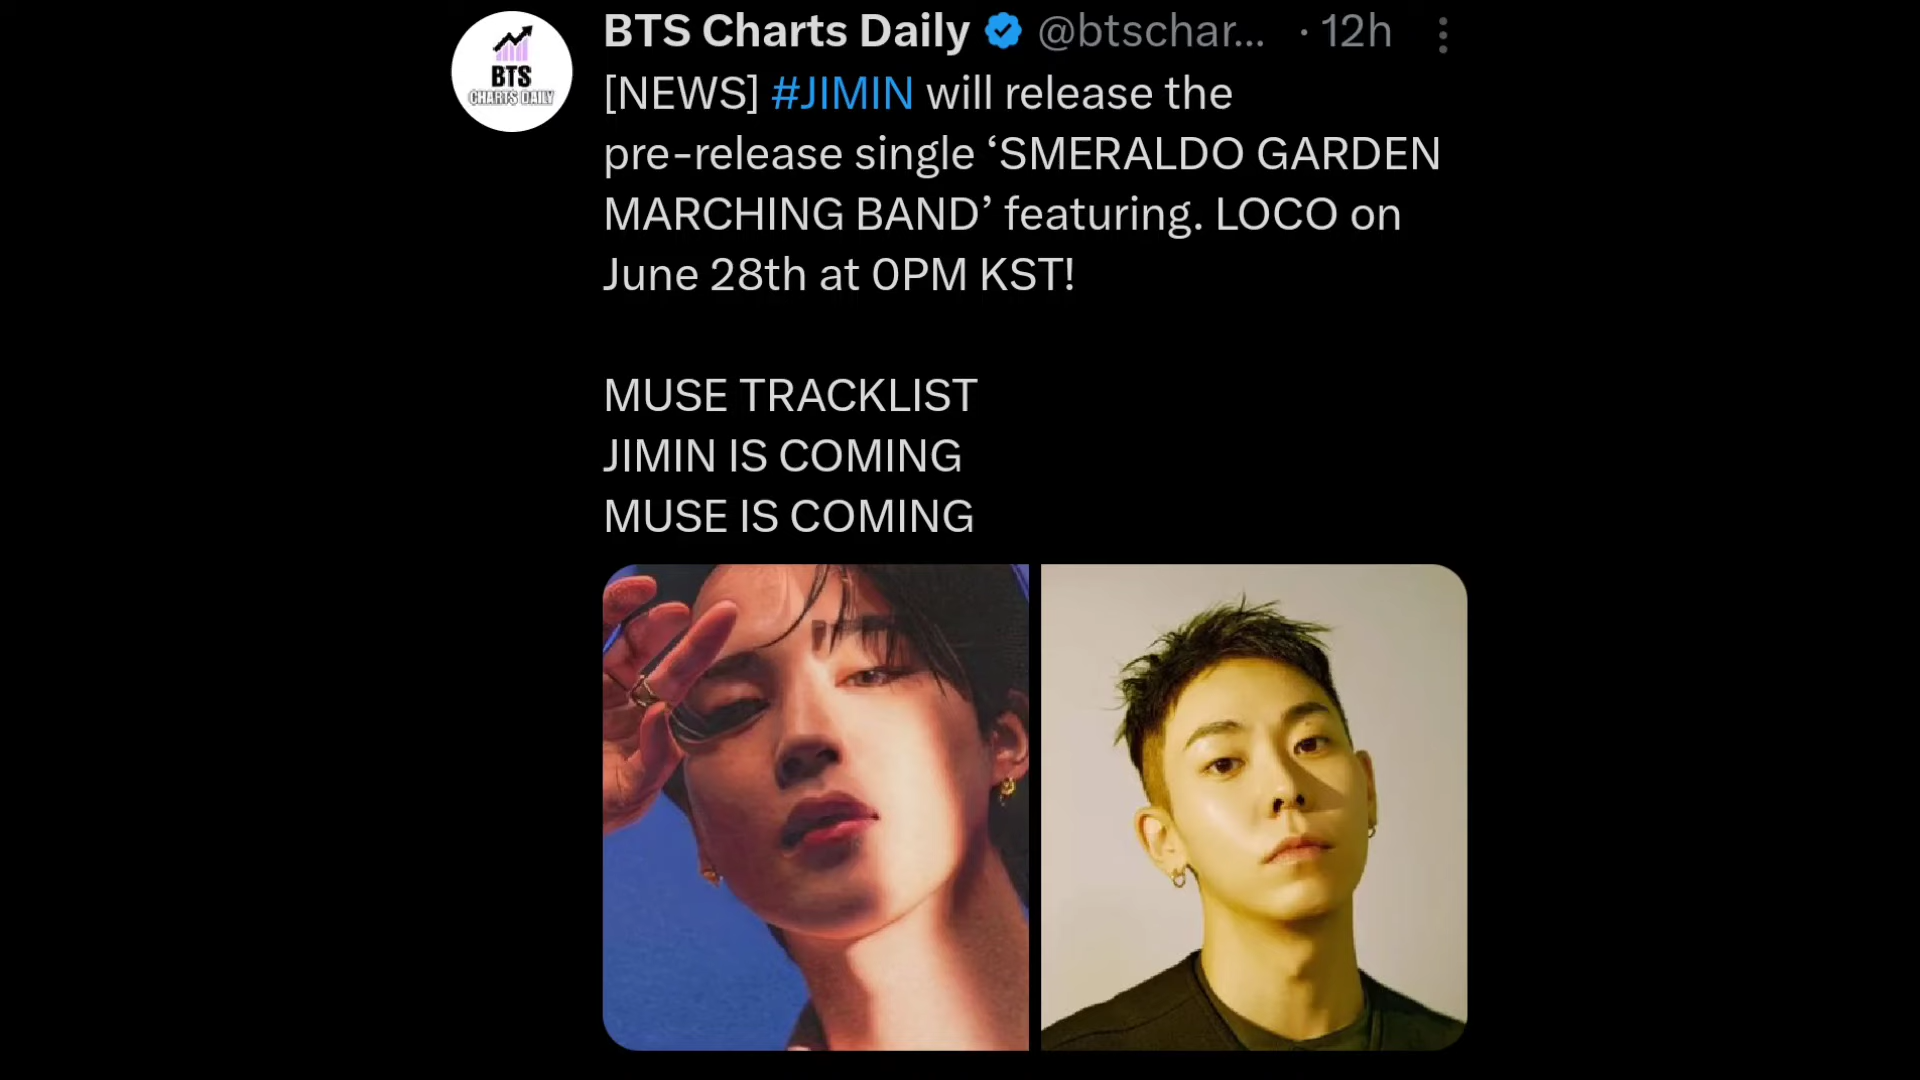 BTS
CHARTS DAILY
BTS Charts Daily @btschar... · 12h
[NEWS] #JIMIN will release the
pre-release single ‘SMERALDO GARDEN
MARCHING BAND’ featuring. LOCO on
June 28th at 0PM KST!
MUSE TRACKLIST
JIMIN IS COMING
MUSE IS COMING